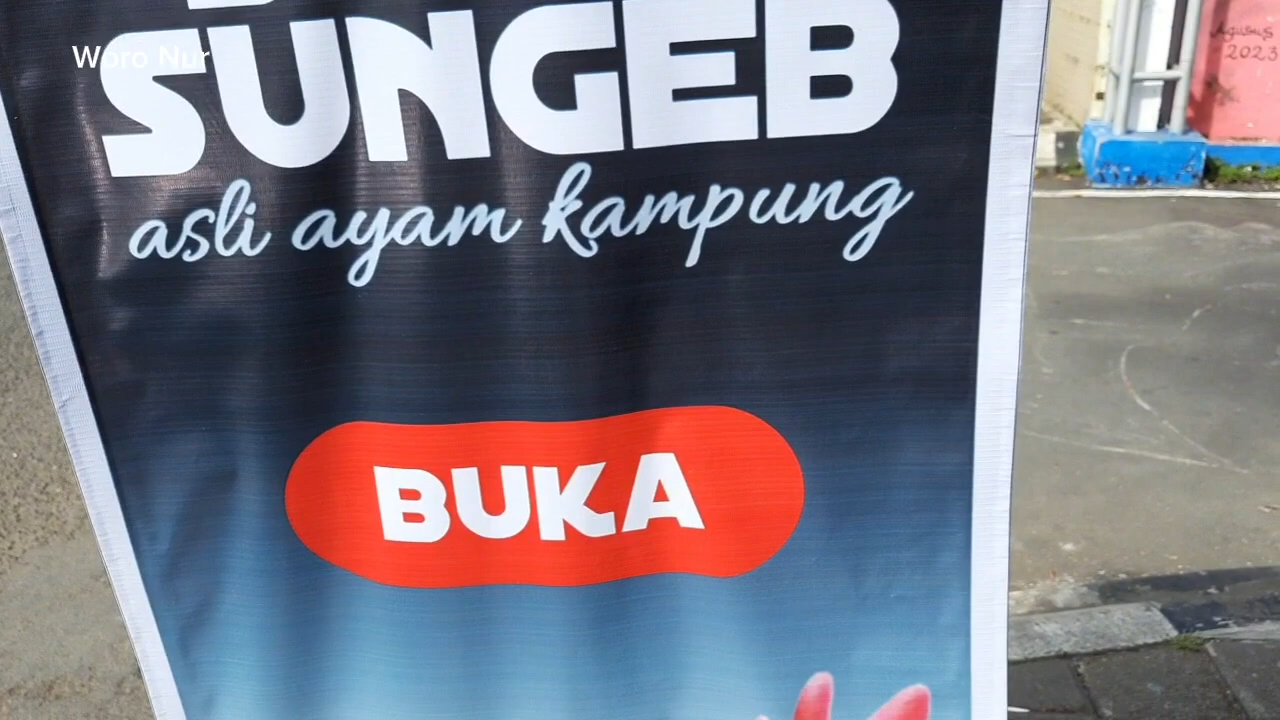 Woro Nur
SUNGEB
asli ayam kampung
BUKA
Agustus
2023